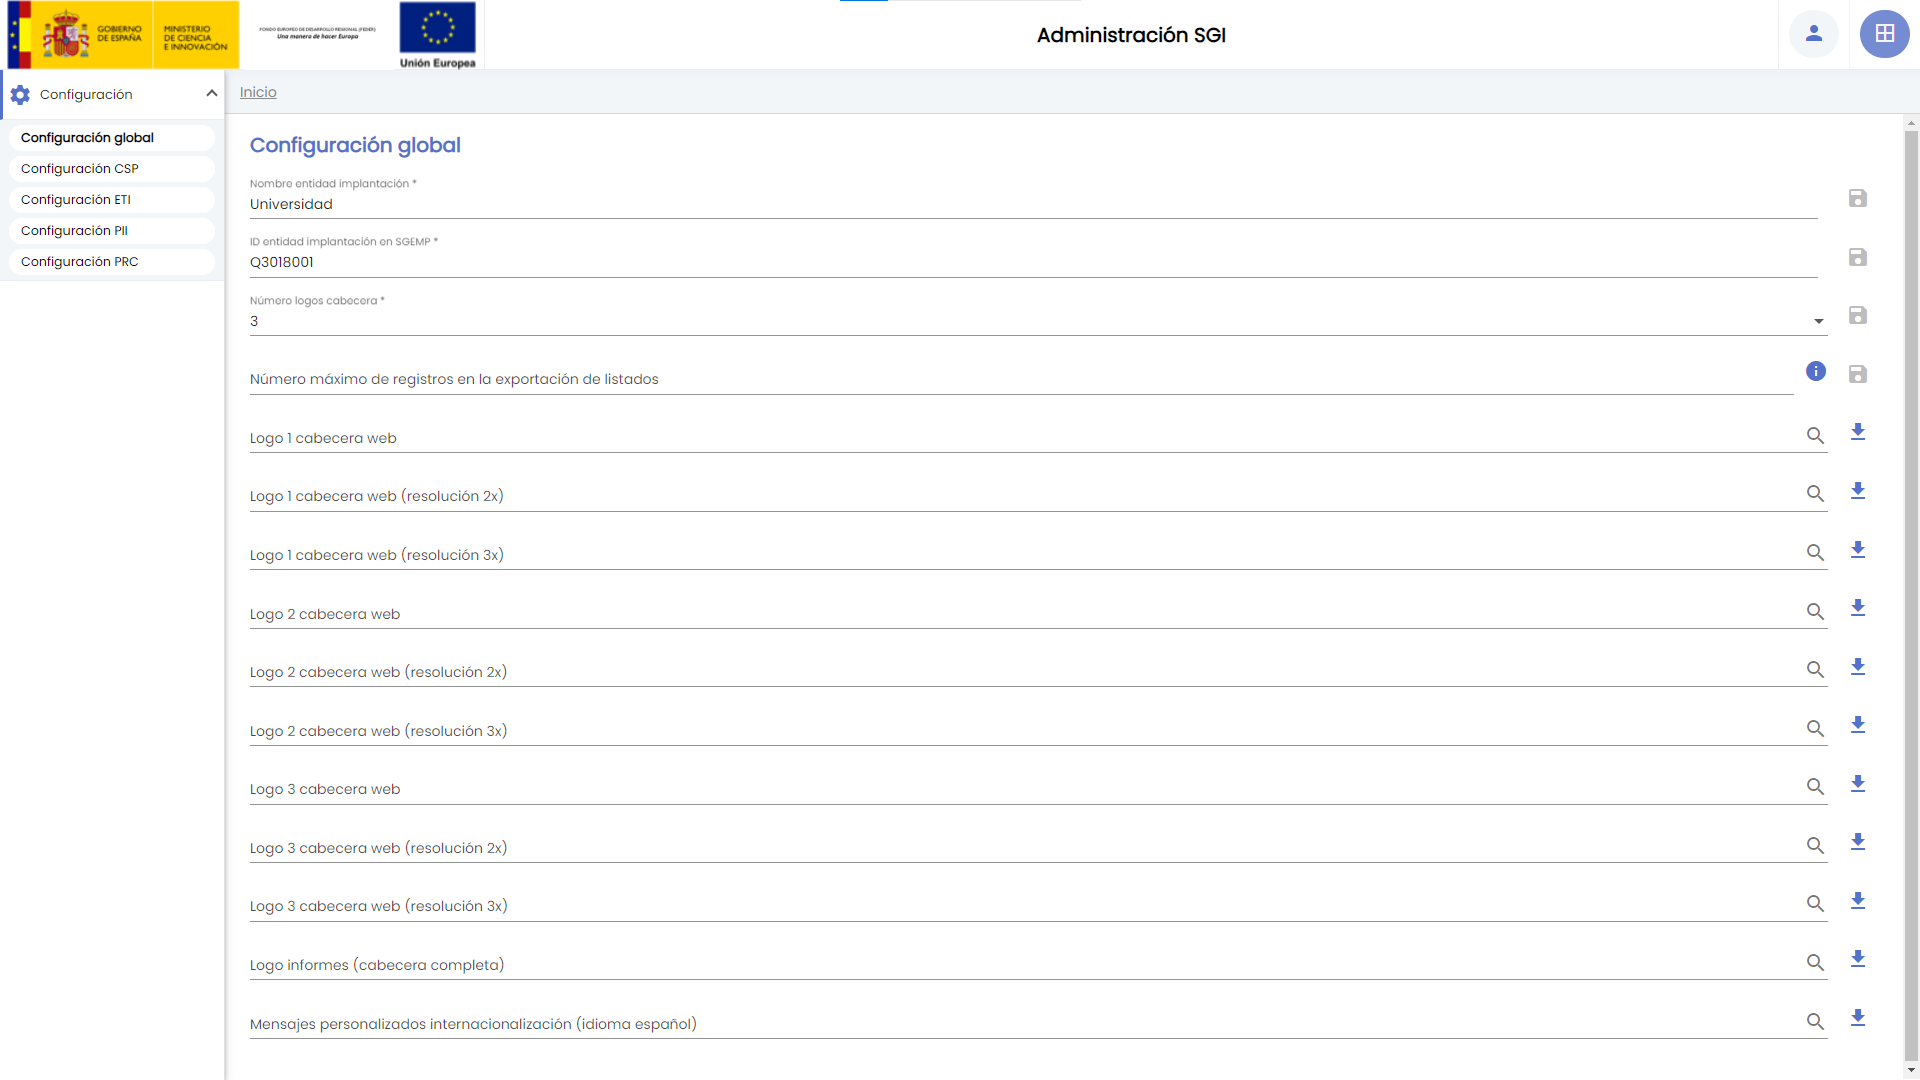 GOBIERNO
DE ESPAÑA
MINISTERIO
DE CIENCIA
E INNOVACIÓN
FONDO EUROPEO DE DESARROLLO REGIONAL (FEDER)
Una manera de hacer Europa
Unión Europea
Administración SGI
Configuración
Configuración global
Configuración CSP
Configuración ETI
Configuración PII
Configuración PRC
Inicio
Configuración global
Nombre entidad implantación *
Universidad
ID entidad implantación en SGEMP *
Q3018001
Número logos cabecera *
3
Número máximo de registros en la exportación de listados
Logo 1 cabecera web
Logo 1 cabecera web (resolución 2x)
Logo 1 cabecera web (resolución 3x)
Logo 2 cabecera web
Logo 2 cabecera web (resolución 2x)
Logo 2 cabecera web (resolución 3x)
Logo 3 cabecera web
Logo 3 cabecera web (resolución 2x)
Logo 3 cabecera web (resolución 3x)
Logo informes (cabecera completa)
Mensajes personalizados internacionalización (idioma español)